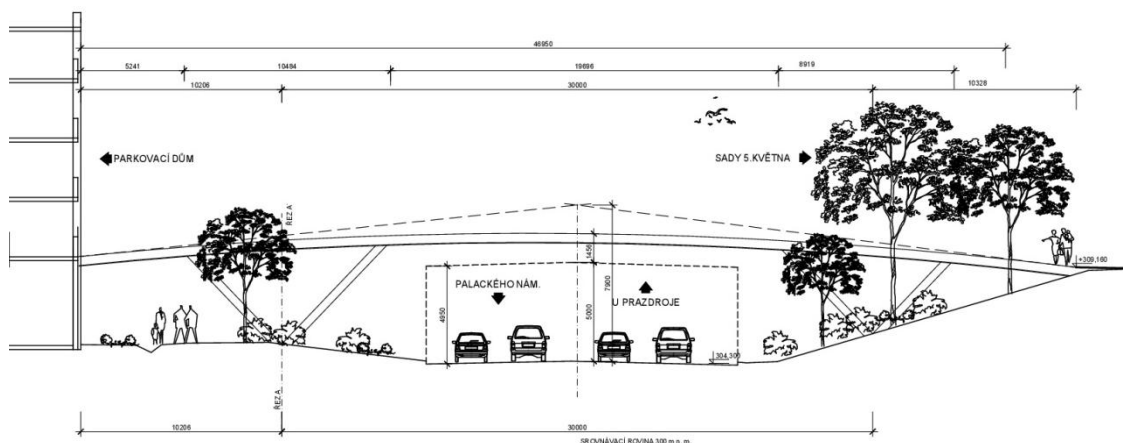 46950
5241 10484 19696 8919
10206 30000 10328
PARKOVACÍ DŮM
SADY 5.KVĚTNA
ŘEZ A
+309,160
1456
7900
PALACKÉHO NÁM.
U PRAZDROJE
4950
5000
304,300
ŘEZ A
10206 30000
SROVNÁVACÍ ROVINA 300 m n. m.